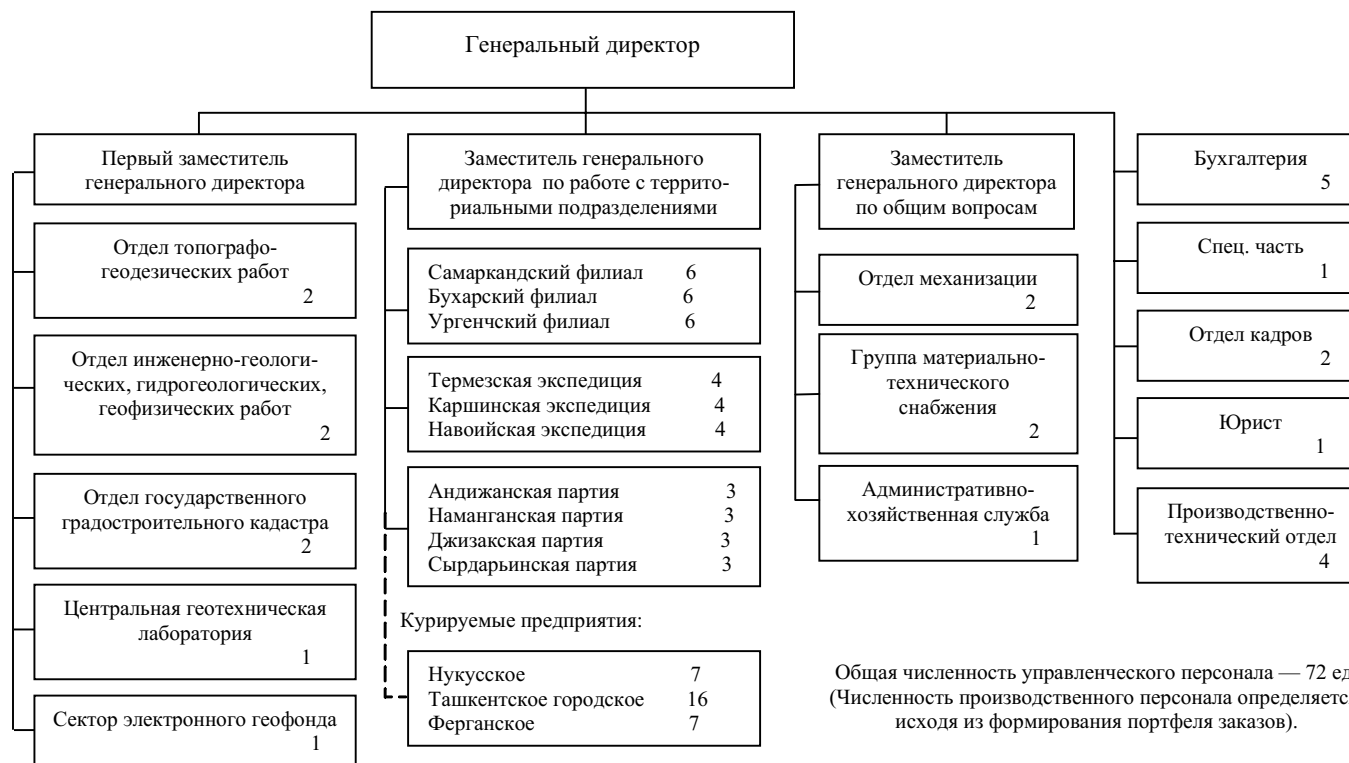 Генеральный директор
Первый заместитель
генерального директора
Отдел топографо-
геодезических работ
2
Отдел инженерно-геологи-
ческих, гидрогеологических,
геофизических работ
2
Отдел государственного
градостроительного кадастра
2
Центральная геотехническая
лаборатория
1
Сектор электронного геофонда
1
Заместитель генерального
директора по работе с террито-
риальными подразделениями
Самаркандский филиал 6
Бухарский филиал 6
Ургенчский филиал 6
Термезская экспедиция 4
Каршинская экспедиция 4
Навоийская экспедиция 4
Андижанская партия 3
Наманганская партия 3
Джизакская партия 3
Сырдарьинская партия 3
Курируемые предприятия:
Нукусское 7
Ташкентское городское 16
Ферганское 7
Заместитель
генерального директора
по общим вопросам
Отдел механизации
2
Группа материально-
технического
снабжения
2
Административно-
хозяйственная служба
1
Бухгалтерия
5
Спец. часть
1
Отдел кадров
2
Юрист
1
Производственно-
технический отдел
4
Общая численность управленческого персонала — 72 ед
(Численность производственного персонала определяетс
исходя из формирования портфеля заказов).